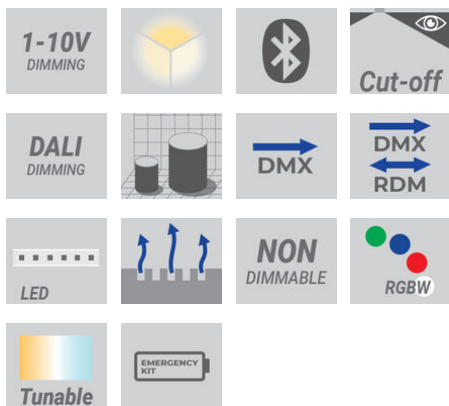 1-10V
DIMMING
Cut-off
DALI
DIMMING
DMX
DMX
RDM
LED
NON
DIMMABLE
RGBW
Tunable
EMERGENCY
KIT